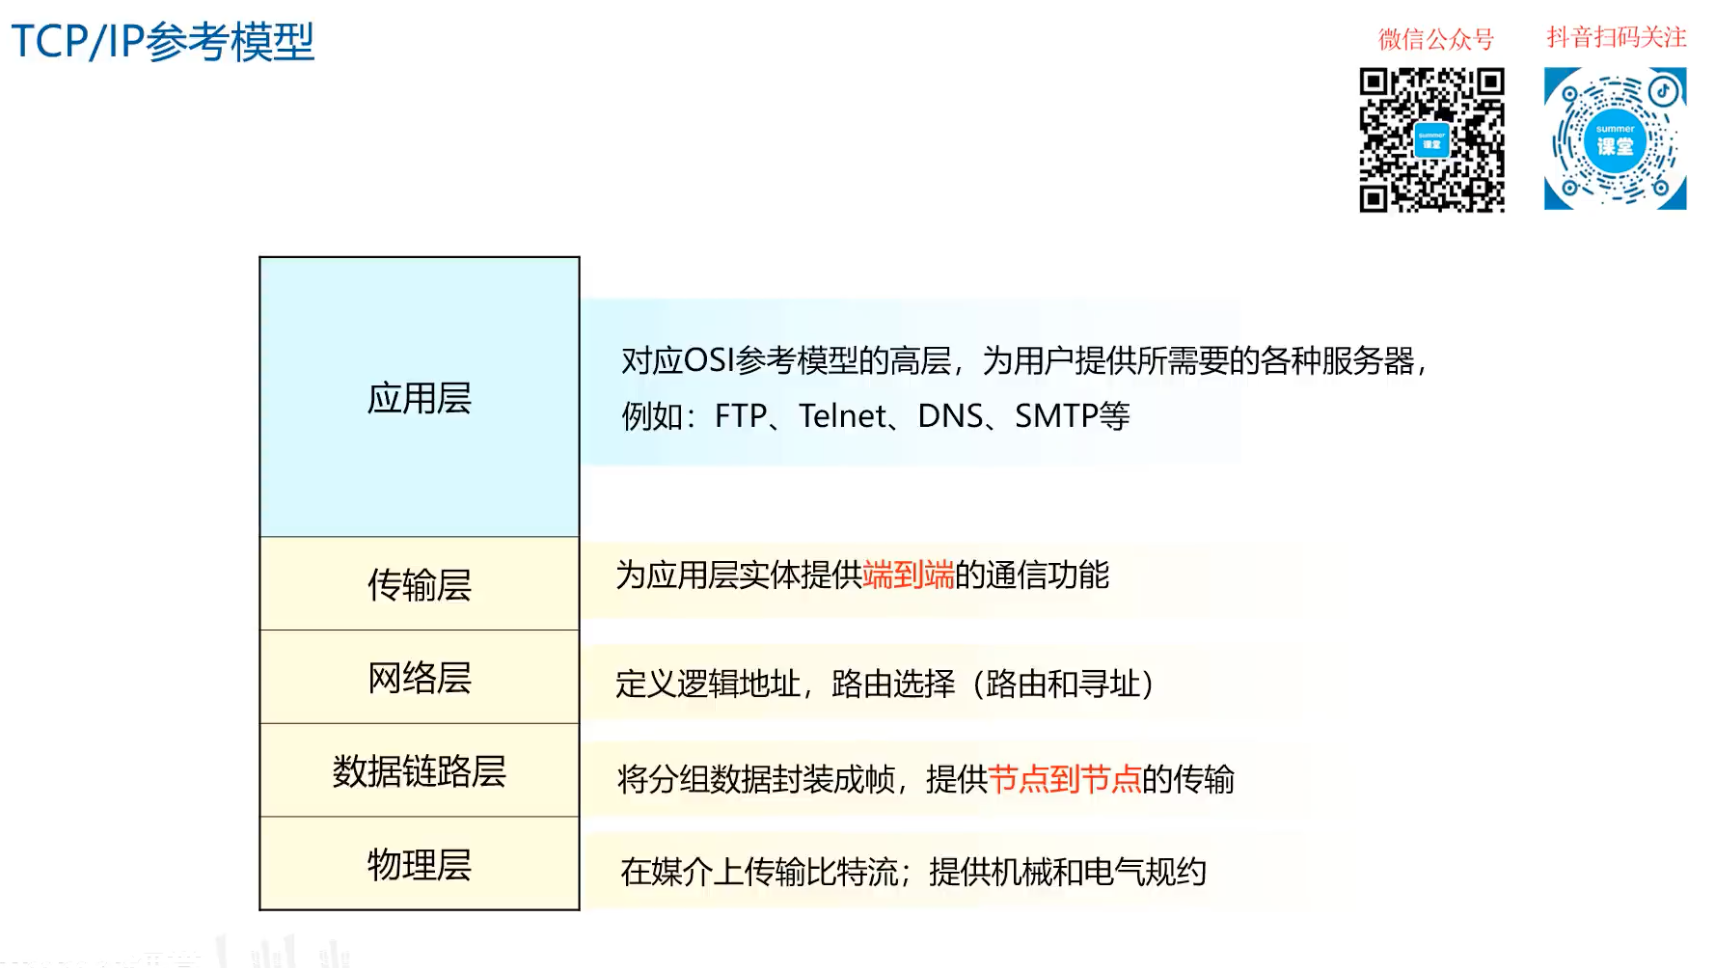 TCP/IP参考模型
微信公众号
抖音扫码关注
summer
课堂
summer
课堂
应用层
对应OSI参考模型的高层，为用户提供所需要的各种服务器，
例如：FTP、Telnet、DNS、SMTP等
传输层
为应用层实体提供端到端的通信功能
网络层
定义逻辑地址，路由选择（路由和寻址）
数据链路层
将分组数据封装成帧，提供节点到节点的传输
物理层
在媒介上传输比特流；提供机械和电气规约